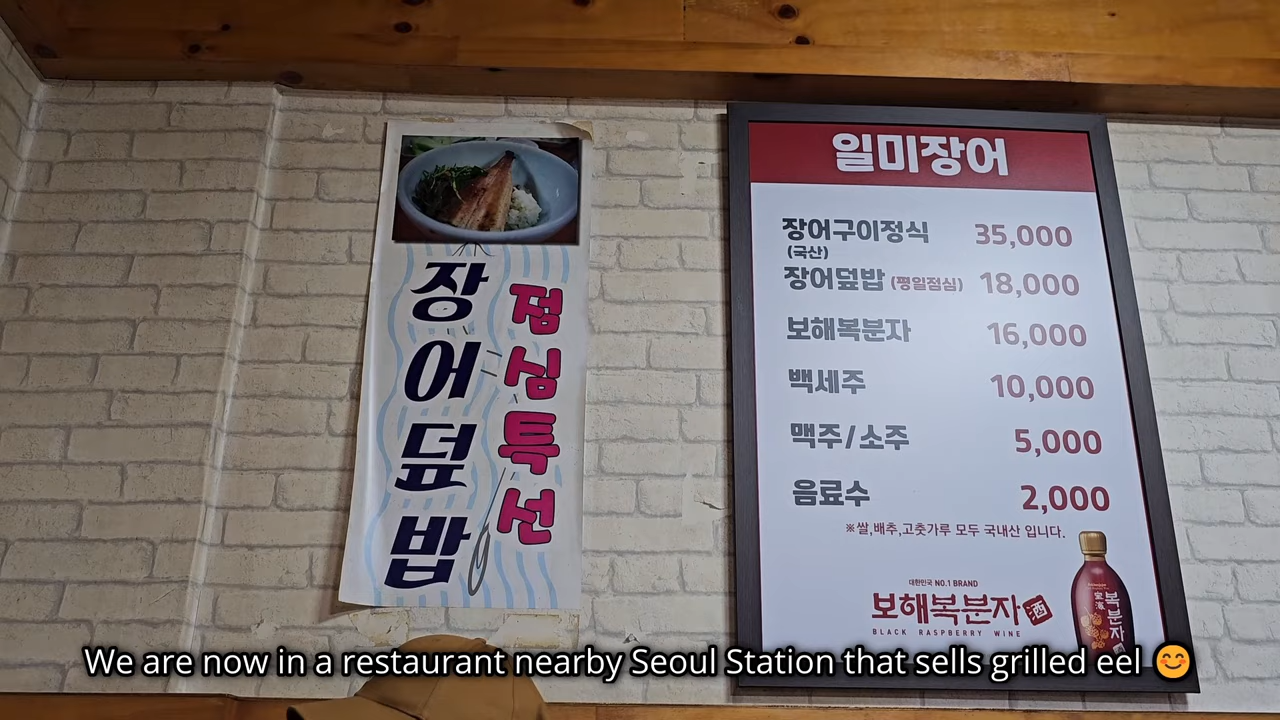 장어덮밥
점심특선
일미장어
장어구이정식 35,000
(국산)
장어덮밥 (평일점심) 18,000
보해복분자 16,000
백세주 10,000
맥주/소주 5,000
음료수 2,000
※쌀,배추,고춧가루 모두 국내산 입니다.
대한민국 NO.1 BRAND
보해복분자 酒
BLACK RASPBERRY WINE
복분자
We are now in a restaurant nearby Seoul Station that sells grilled eel 😊